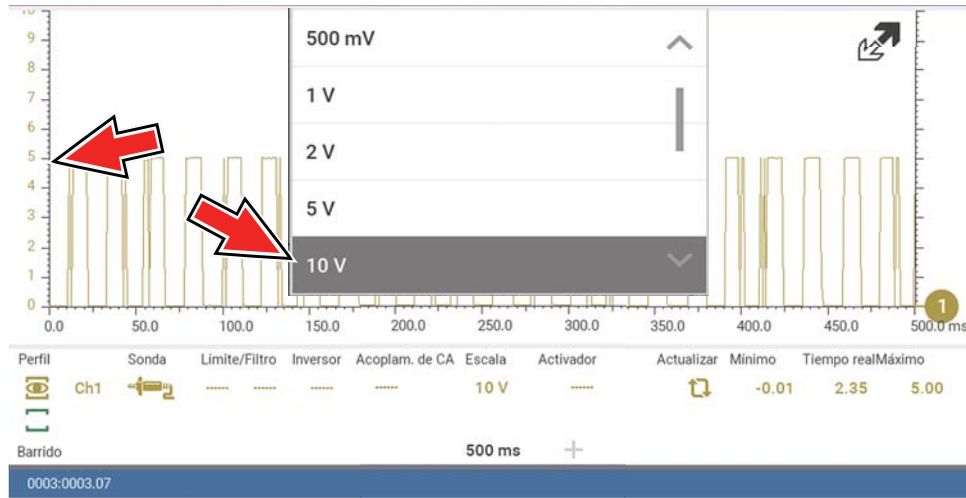 10
9
8
7
6
5
4
3
2
1
0
500 mV
1 V
2 V
5 V
10 V
1
0.0 50.0 100.0 150.0 200.0 250.0 300.0 350.0 400.0 450.0 500.0 ms
Perfil Sonda Límite/Filtro Inversor Acoplam. de CA Escala Activador Actualizar Mínimo Tiempo realMáximo
Ch1 ------ ------ ------ ------ 10 V ------ -0.01 2.35 5.00
Barrido 500 ms +
0003:0003.07